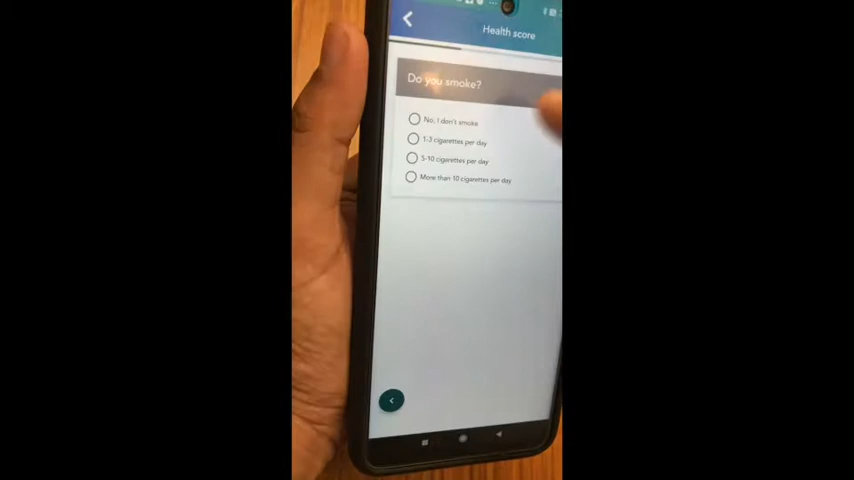 Health score
Do you smoke?
No, I don't smoke
1-3 cigarettes per day
5-10 cigarettes per day
More than 10 cigarettes per day